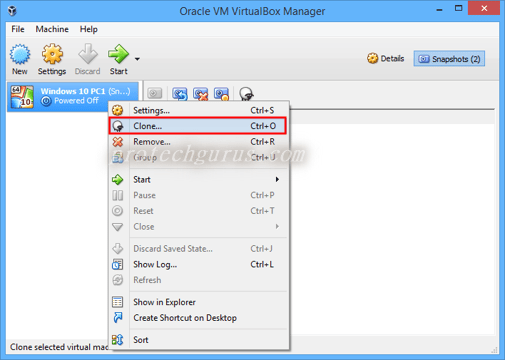 Oracle VM VirtualBox Manager
File Machine Help
New Settings Discard Start
Details Snapshots (2)
64
10
Windows 10 PC1 (Sn...)
Powered Off
Settings... Ctrl+S
Clone... Ctrl+O
Remove... Ctrl+R
Group Ctrl+U
protechgurus.com
Start
Pause Ctrl+P
Reset Ctrl+T
Close
Discard Saved State... Ctrl+J
Show Log... Ctrl+L
Refresh
Show in Explorer
Create Shortcut on Desktop
Sort
Clone selected virtual mac